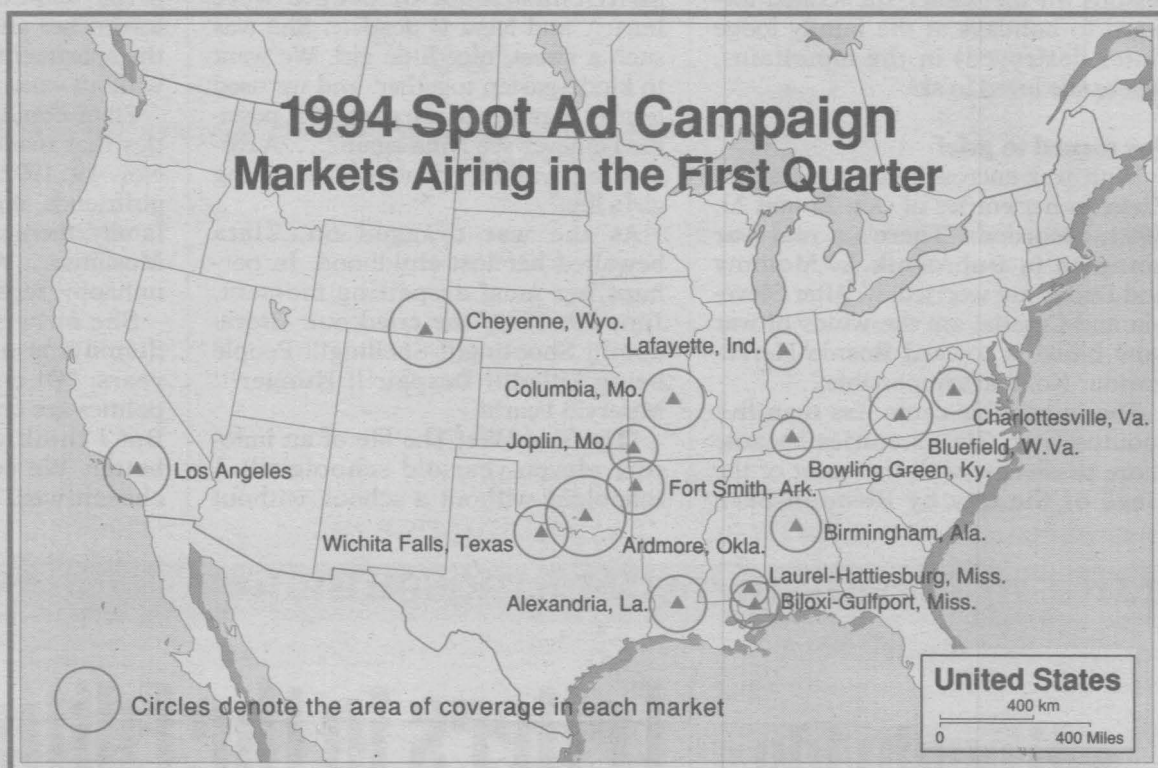 1994 Spot Ad Campaign
Markets Airing in the First Quarter
Cheyenne, Wyo.
Lafayette, Ind.
Columbia, Mo.
Charlottesville, Va.
Joplin, Mo.
Bluefield, W.Va.
Bowling Green, Ky.
Los Angeles
Fort Smith, Ark.
Wichita Falls, Texas
Ardmore, Okla.
Birmingham, Ala.
Laurel-Hattiesburg, Miss.
Alexandria, La.
Biloxi-Gulfport, Miss.
Circles denote the area of coverage in each market
United States
400 km
0
400 Miles